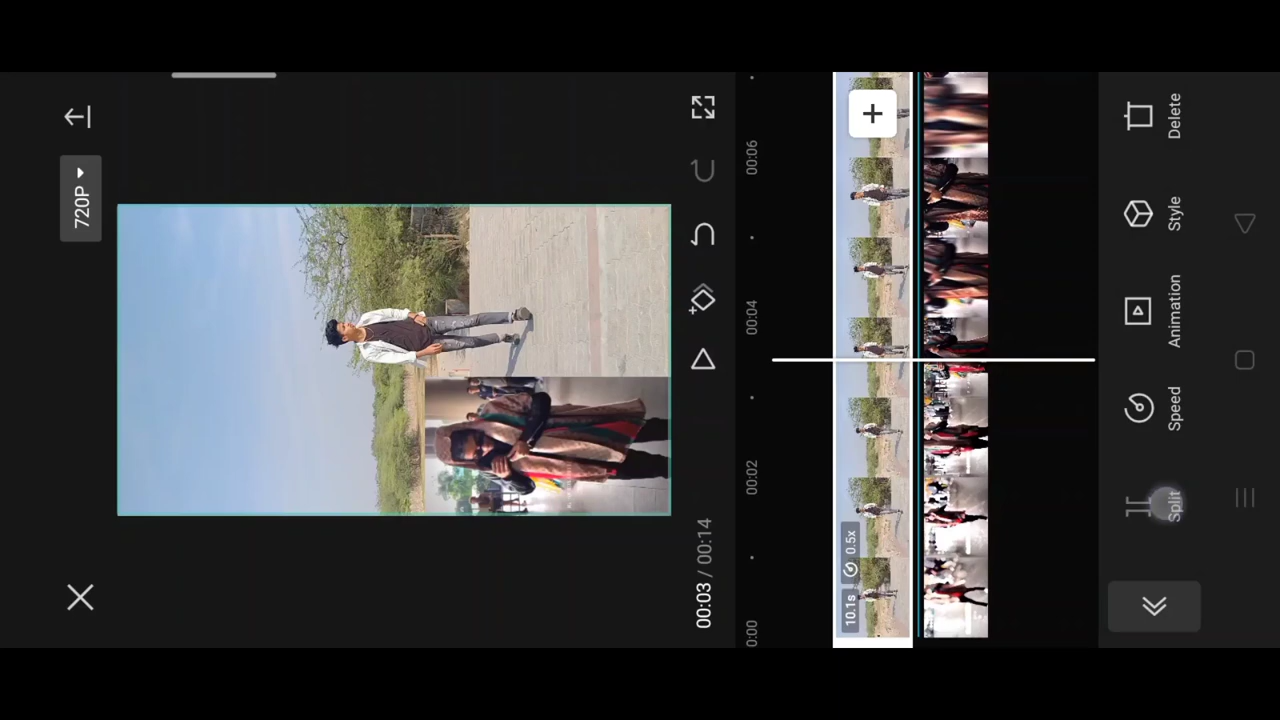 720P
00:03 / 00:14
00:00
00:02
00:04
00:06
10.1s
0.5x
Split
Speed
Animation
Style
Delete